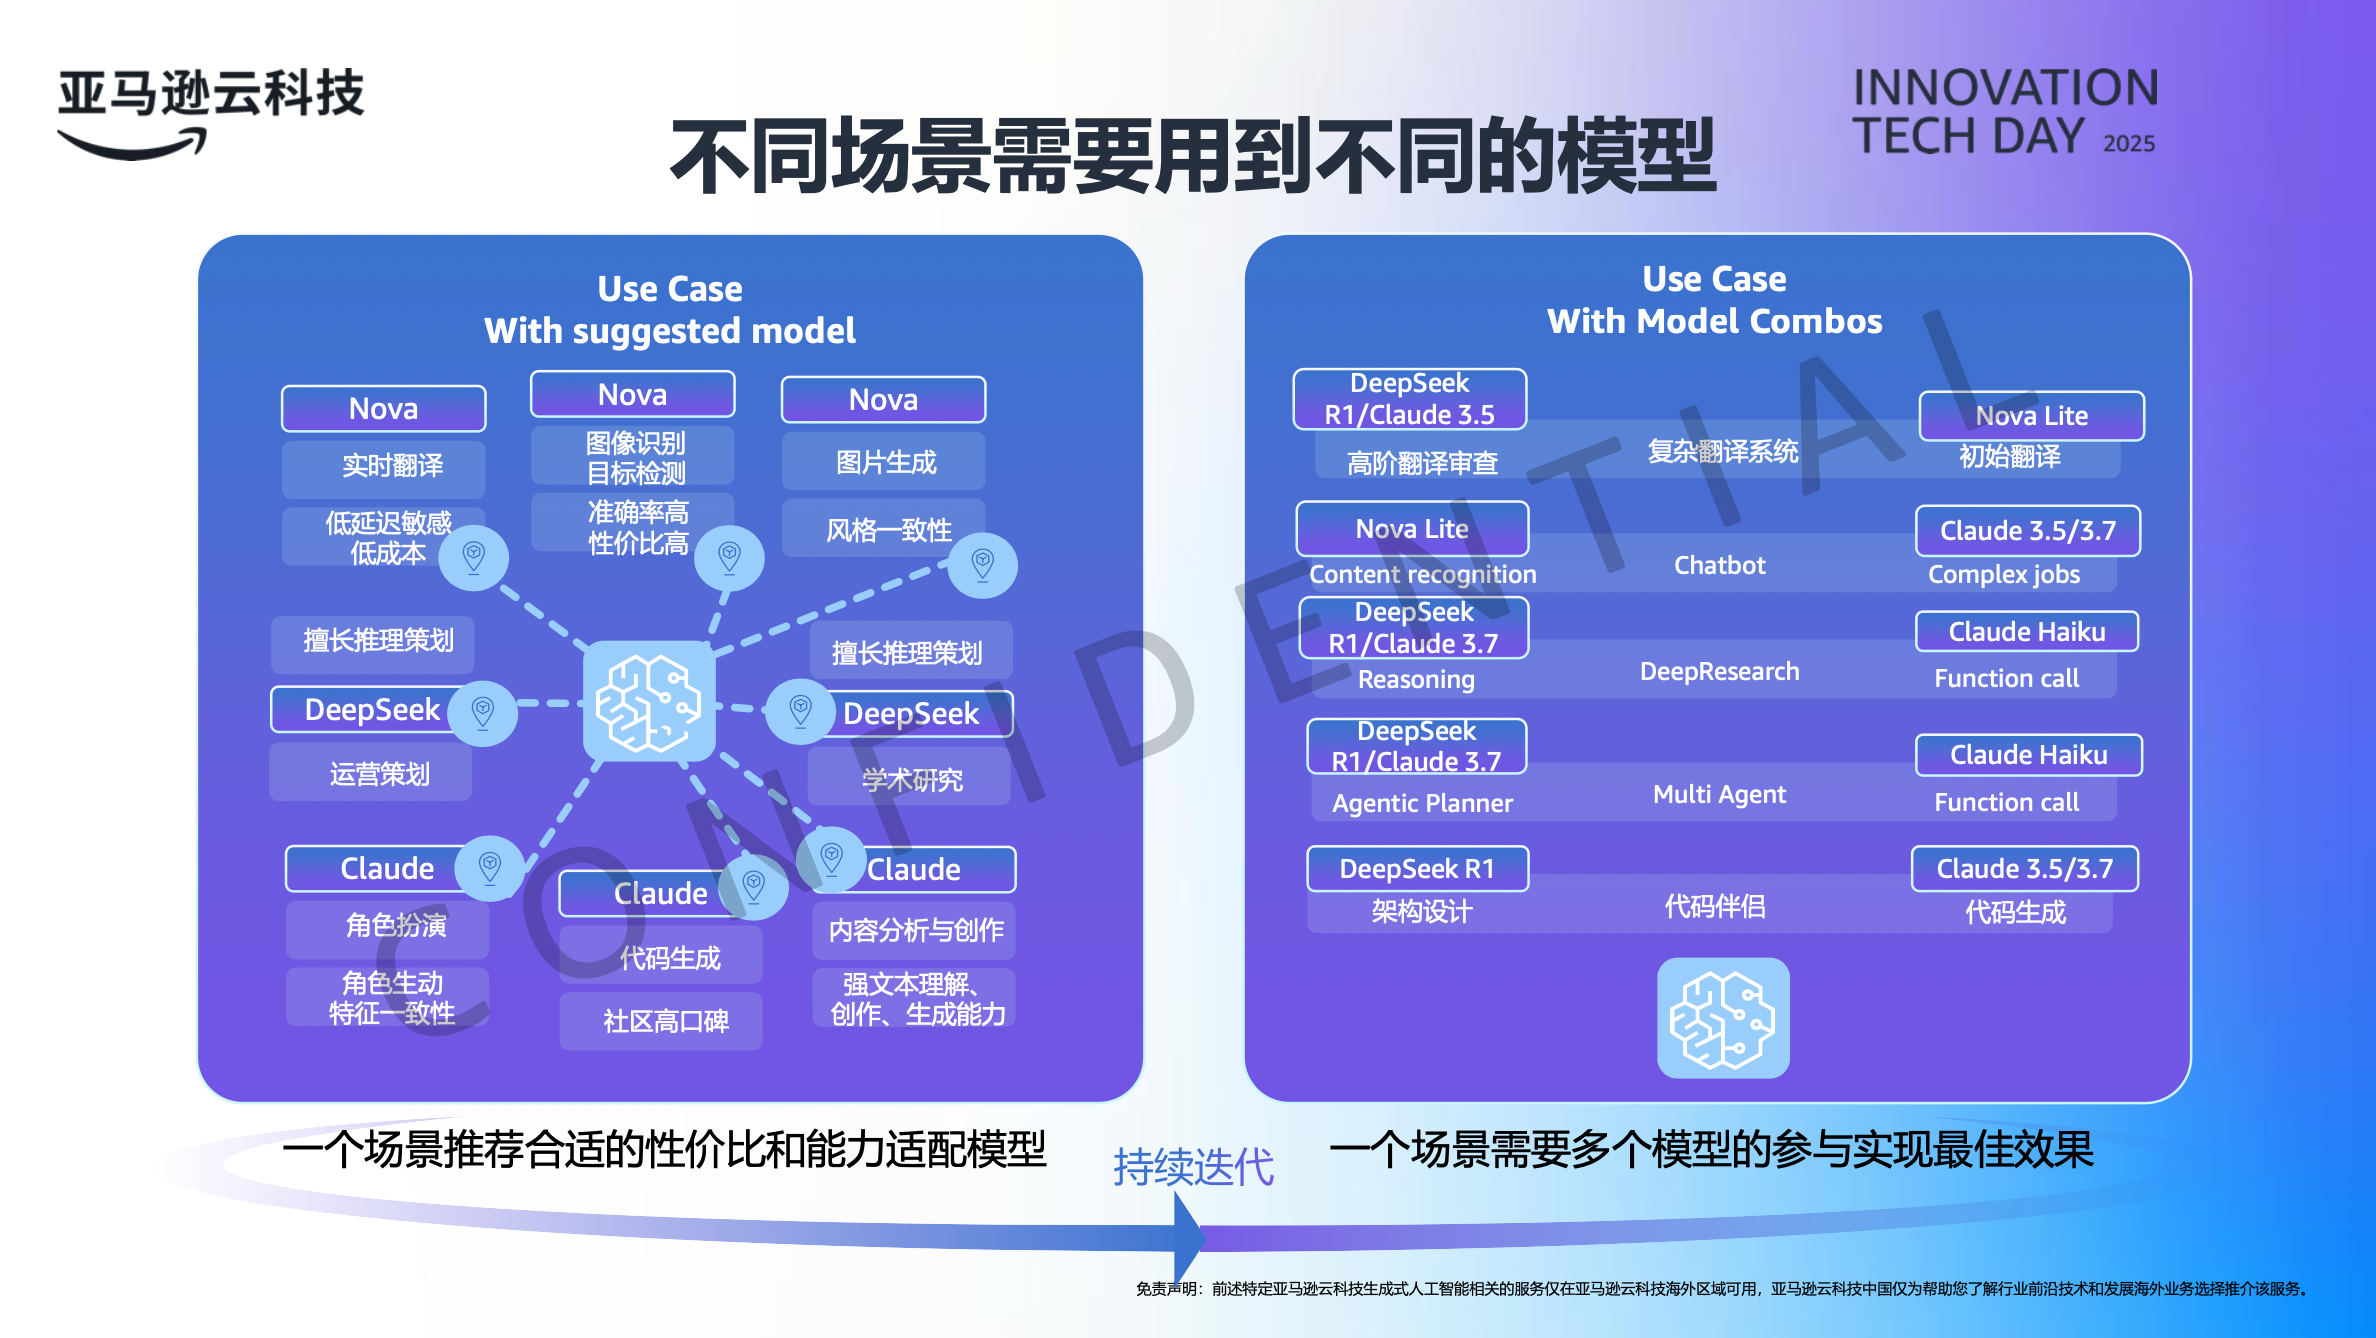 亚马逊云科技
INNOVATION
TECH DAY 2025
不同场景需要用到不同的模型
Use Case
With suggested model
Nova
实时翻译
低延迟敏感
低成本
Nova
图像识别
目标检测
准确率高
性价比高
Nova
图片生成
风格一致性
擅长推理策划
DeepSeek
运营策划
擅长推理策划
DeepSeek
学术研究
Claude
角色扮演
角色生动
特征一致性
Claude
代码生成
社区高口碑
Claude
内容分析与创作
强文本理解、
创作、生成能力
Use Case
With Model Combos
DeepSeek
R1/Claude 3.5
高阶翻译审查
复杂翻译系统
Nova Lite
初始翻译
Nova Lite
Content recognition
Chatbot
Claude 3.5/3.7
Complex jobs
DeepSeek
R1/Claude 3.7
Reasoning
DeepResearch
Claude Haiku
Function call
DeepSeek
R1/Claude 3.7
Agentic Planner
Multi Agent
Claude Haiku
Function call
DeepSeek R1
架构设计
代码伴侣
Claude 3.5/3.7
代码生成
CONFIDENTIAL
一个场景推荐合适的性价比和能力适配模型
持续迭代
一个场景需要多个模型的参与实现最佳效果
免责声明：前述特定亚马逊云科技生成式人工智能相关的服务仅在亚马逊云科技海外区域可用，亚马逊云科技中国仅为帮助您了解行业前沿技术和发展海外业务选择推介该服务。